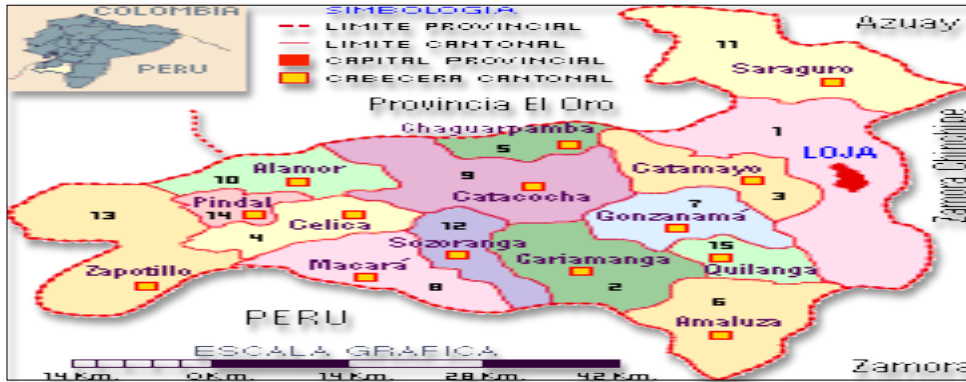 COLOMBIA
PERU
SIMBOLOGIA
LIMITE PROVINCIAL
LIMITE CANTONAL
CAPITAL PROVINCIAL
CABECERA CANTONAL
Azuay
11
Saraguro
Provincia El Oro
Chaguarpamba
5
1
LOJA
Zamora Chinchipe
10
Alamor
9
Catacocha
Catamayo
3
Pindal
14
13
4
Celica
12
Sozoranga
7
Gonzanamá
15
Quilanga
Cariamanga
2
Zapotillo
Macará
8
6
Amaluza
PERU
ESCALA GRAFICA
14 Km. 0 Km. 14 Km. 28 Km. 42 Km.
Zamora